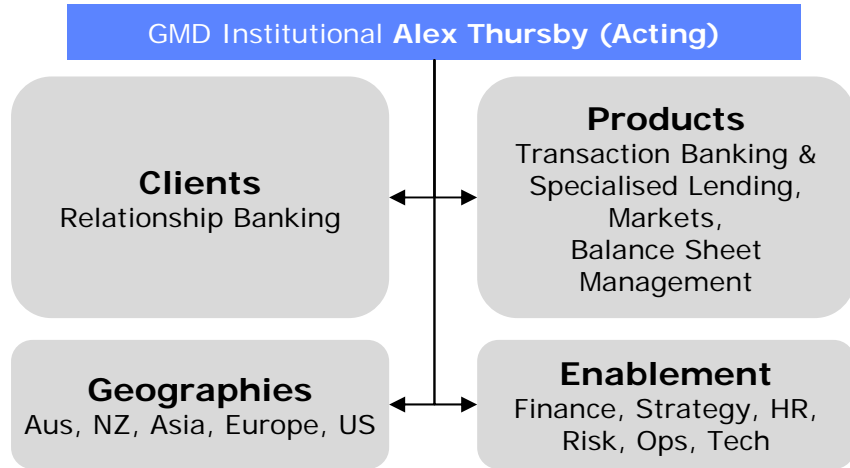 GMD Institutional Alex Thursby (Acting)
Clients
Relationship Banking
Products
Transaction Banking &
Specialised Lending,
Markets,
Balance Sheet
Management
Geographies
Aus, NZ, Asia, Europe, US
Enablement
Finance, Strategy, HR,
Risk, Ops, Tech